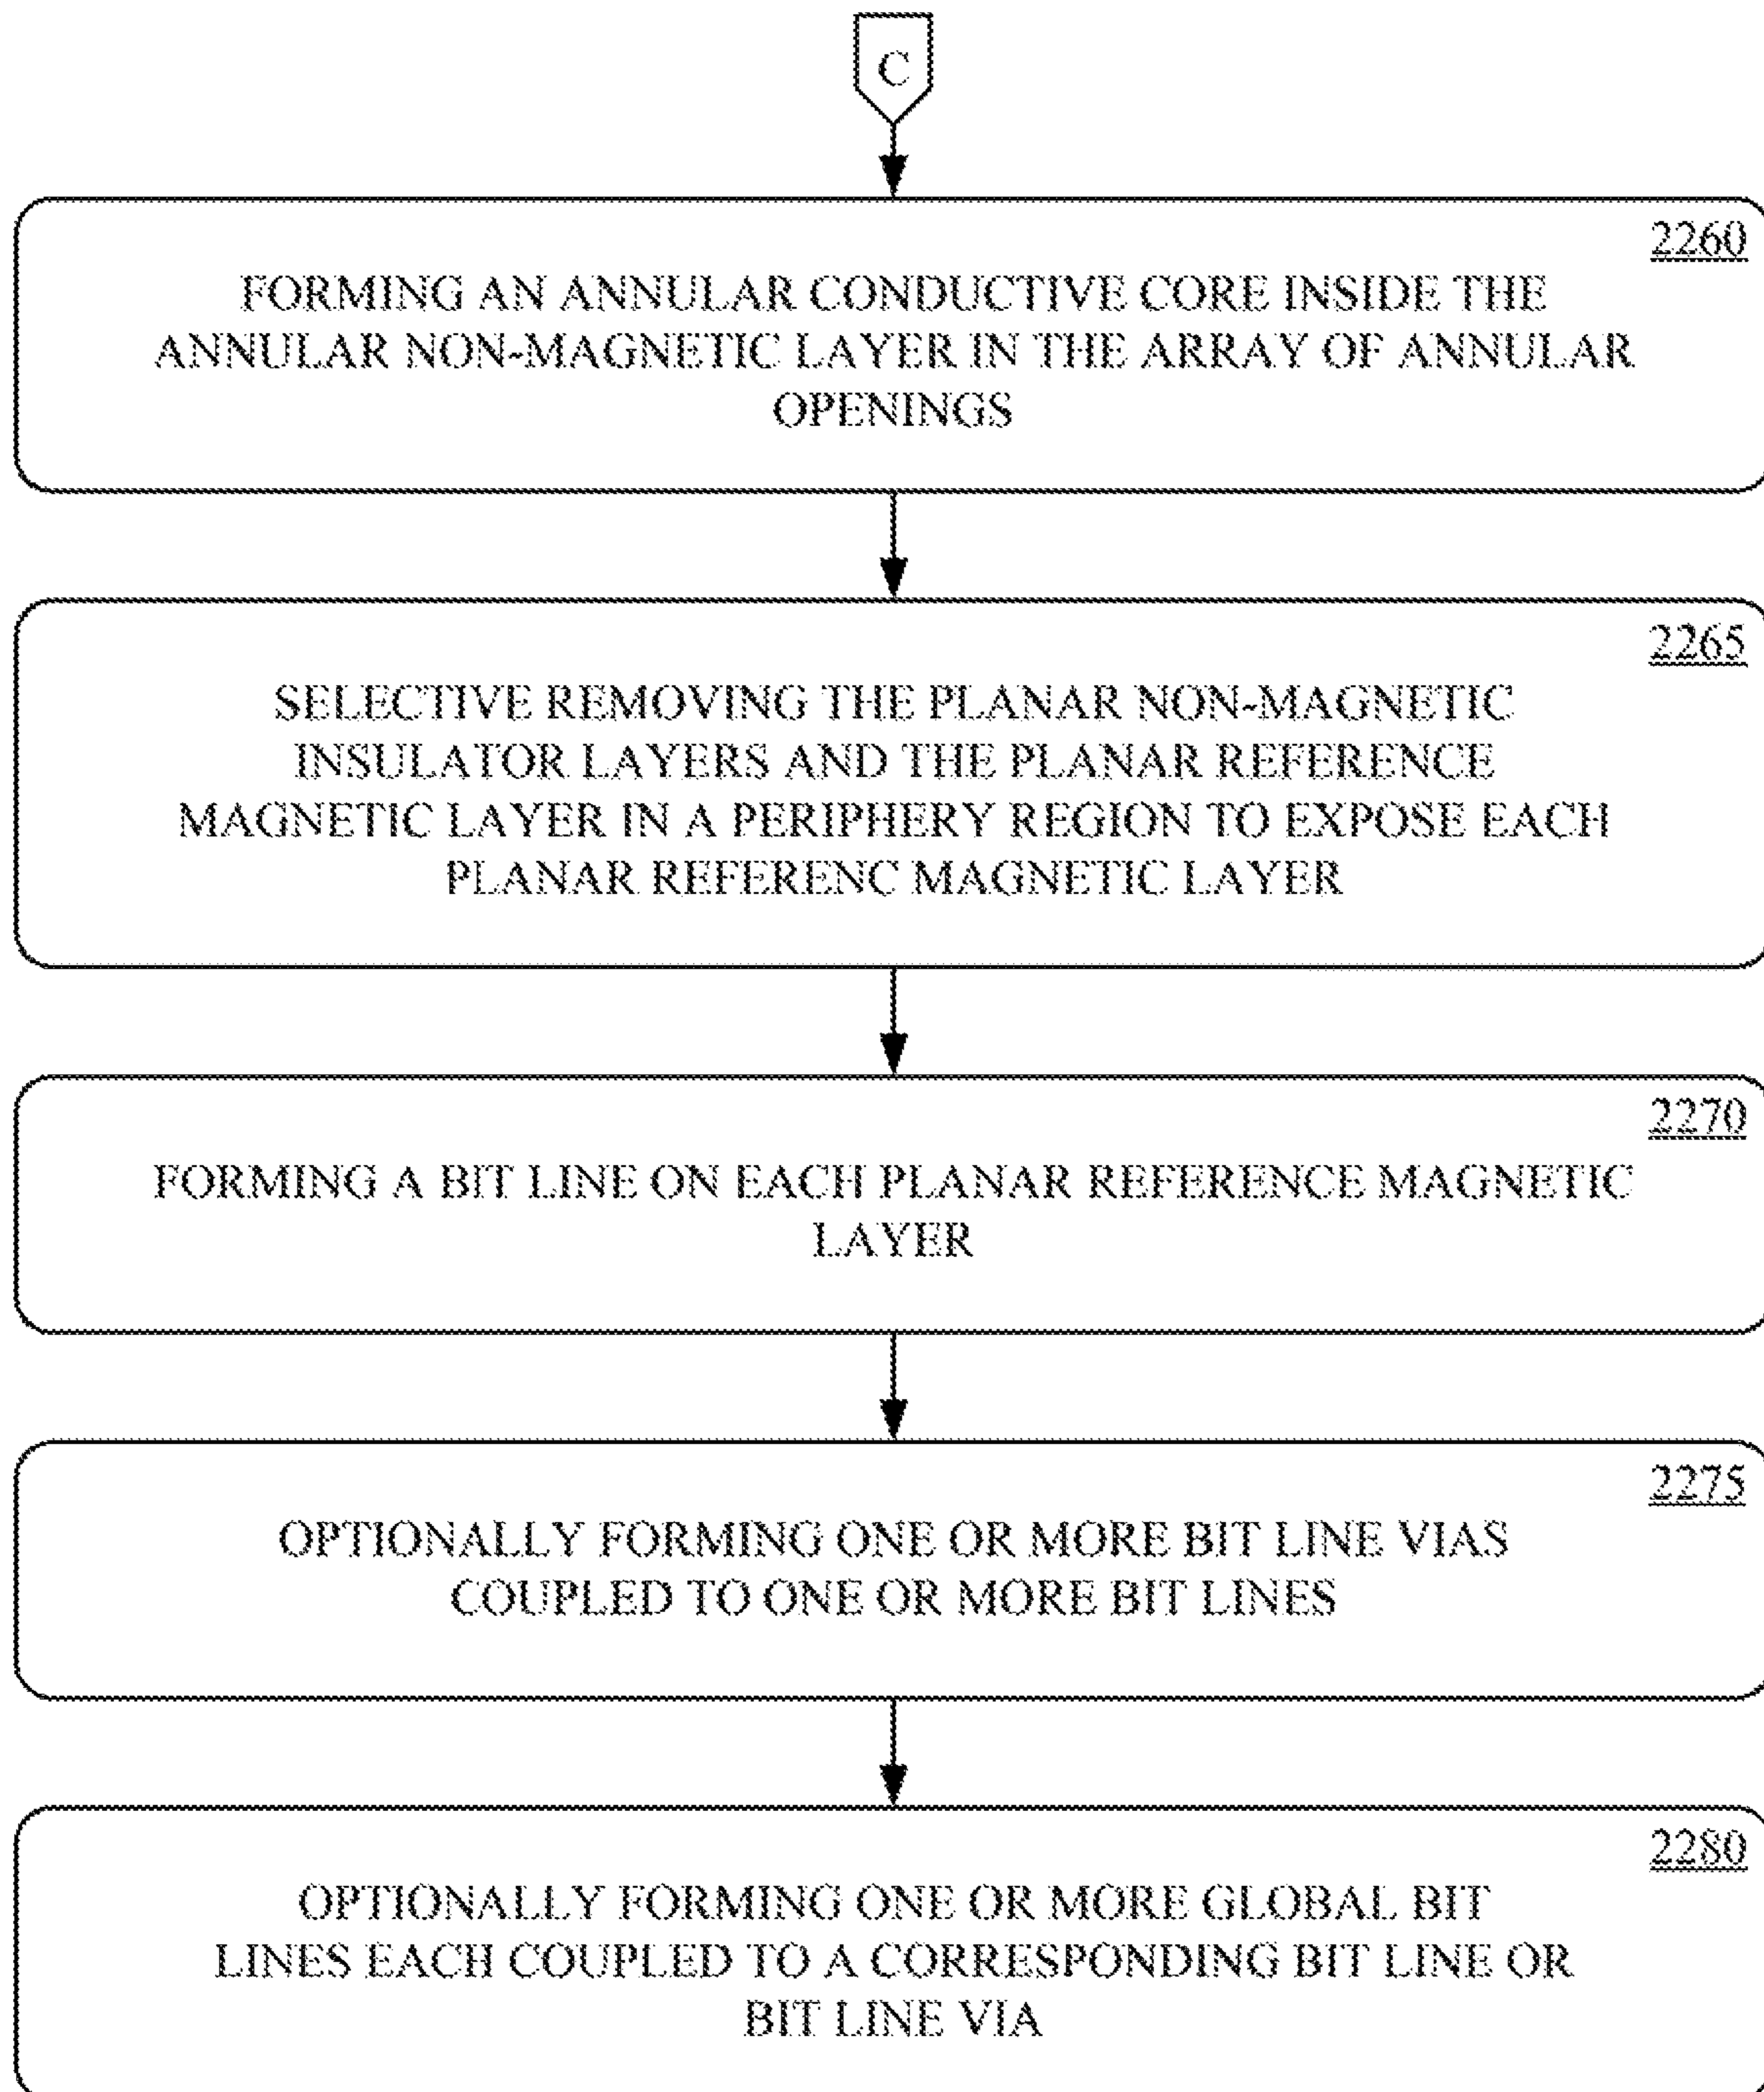 C
2260
FORMING AN ANNULAR CONDUCTIVE CORE INSIDE THE
ANNULAR NON-MAGNETIC LAYER IN THE ARRAY OF ANNULAR
OPENINGS
2265
SELECTIVE REMOVING THE PLANAR NON-MAGNETIC
INSULATOR LAYERS AND THE PLANAR REFERENCE
MAGNETIC LAYER IN A PERIPHERY REGION TO EXPOSE EACH
PLANAR REFERENC MAGNETIC LAYER
2270
FORMING A BIT LINE ON EACH PLANAR REFERENCE MAGNETIC
LAYER
2275
OPTIONALLY FORMING ONE OR MORE BIT LINE VIAS
COUPLED TO ONE OR MORE BIT LINES
2280
OPTIONALLY FORMING ONE OR MORE GLOBAL BIT
LINES EACH COUPLED TO A CORRESPONDING BIT LINE OR
BIT LINE VIA